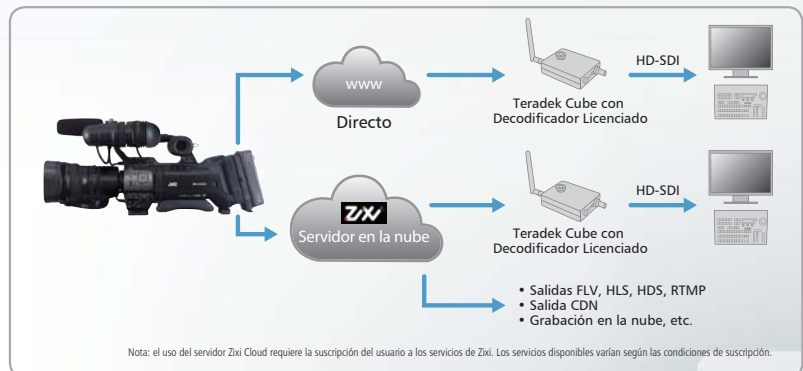 www
Directo
Teradek Cube con
Decodificador Licenciado
HD-SDI
JVC
ZiXi
Servidor en la nube
Teradek Cube con
Decodificador Licenciado
HD-SDI
• Salidas FLV, HLS, HDS, RTMP
• Salida CDN
• Grabación en la nube, etc.
Nota: el uso del servidor Zixi Cloud requiere la suscripción del usuario a los servicios de Zixi. Los servicios disponibles varían según las condiciones de suscripción.